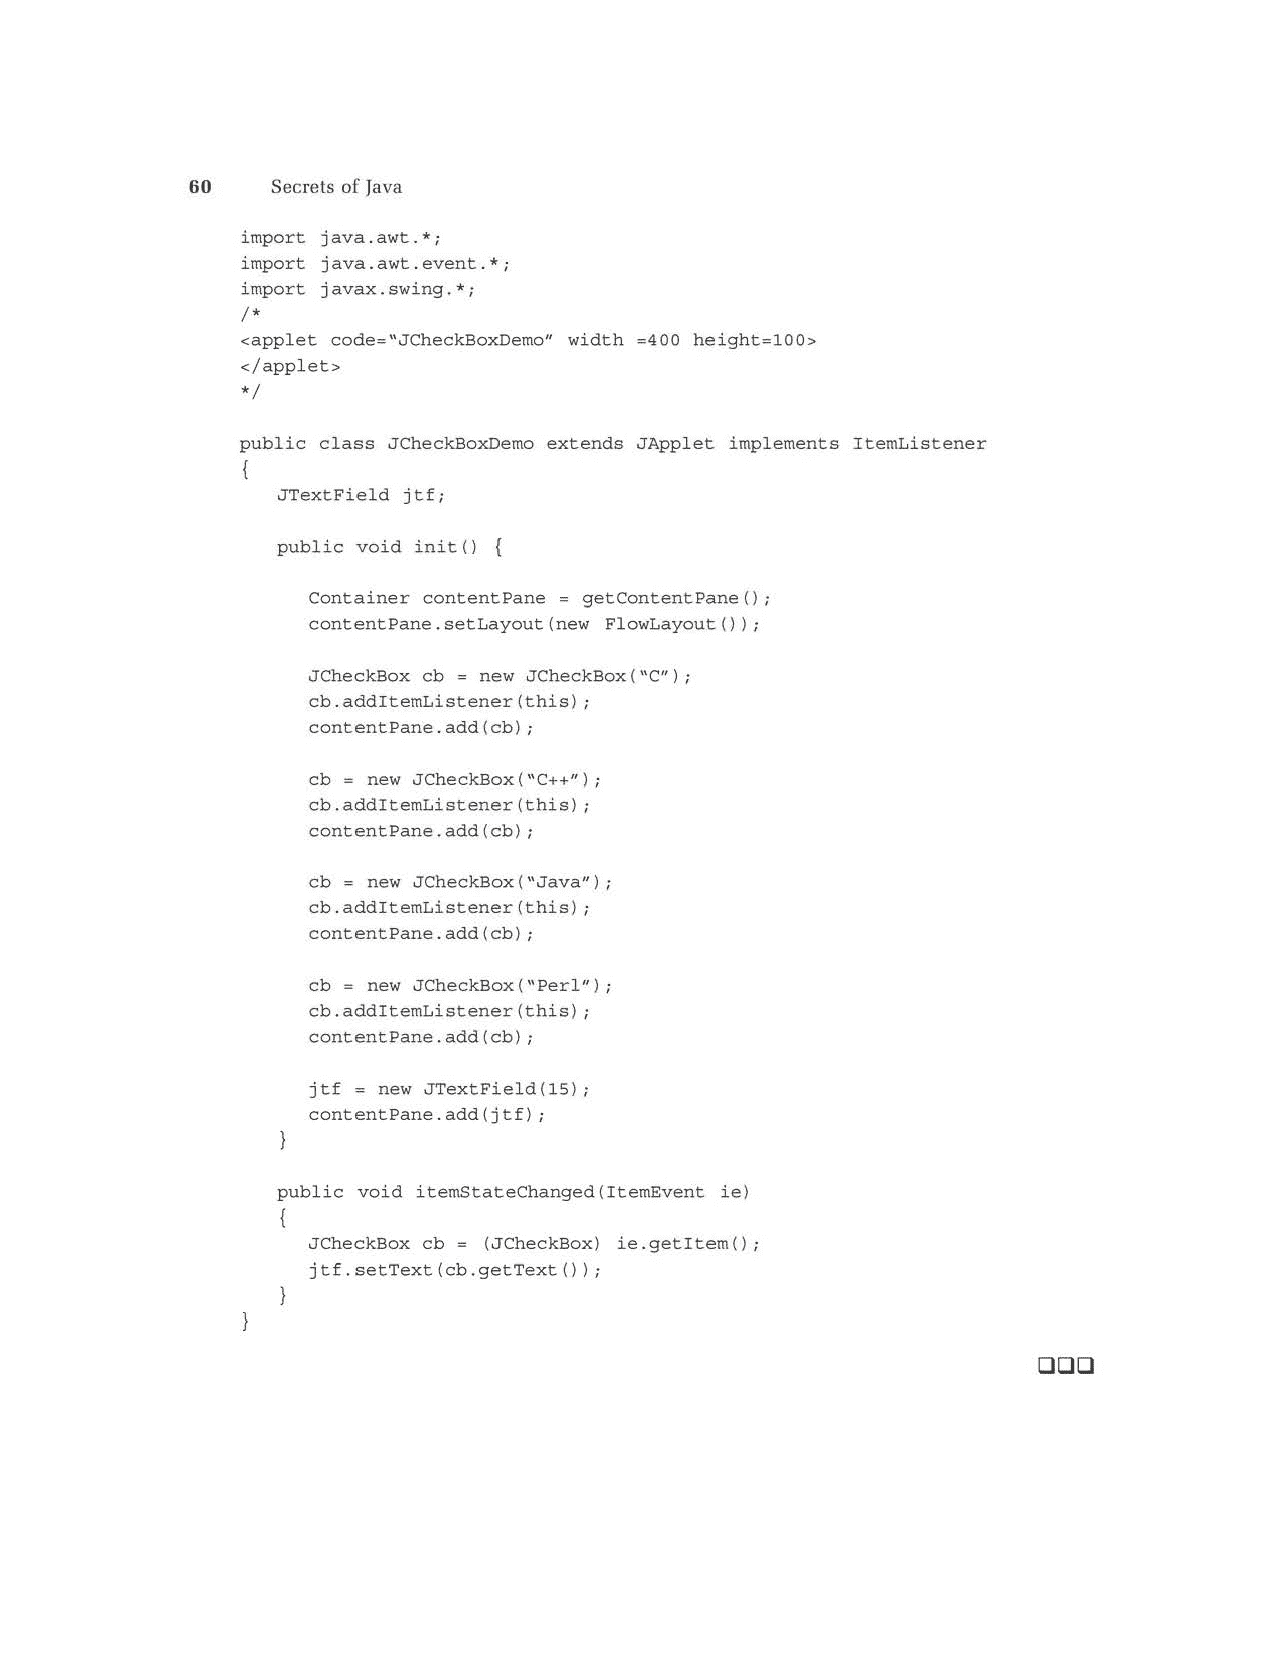 60 Secrets of Java
import java.awt.*;
import java.awt.event.*;
import javax.swing.*;
/*
<applet code=“JCheckBoxDemo” width =400 height=100>
</applet>
*/
public class JCheckBoxDemo extends JApplet implements ItemListener
{
JTextField jtf;
public void init() {
Container contentPane = getContentPane();
contentPane.setLayout(new FlowLayout());
JCheckBox cb = new JCheckBox(“C”);
cb.addItemListener(this);
contentPane.add(cb);
cb = new JCheckBox(“C++”);
cb.addItemListener(this);
contentPane.add(cb);
cb = new JCheckBox(“Java”);
cb.addItemListener(this);
contentPane.add(cb);
cb = new JCheckBox(“Perl”);
cb.addItemListener(this);
contentPane.add(cb);
jtf = new JTextField(15);
contentPane.add(jtf);
}
public void itemStateChanged(ItemEvent ie)
{
JCheckBox cb = (JCheckBox) ie.getItem();
jtf.setText(cb.getText());
}
}
❑❑❑